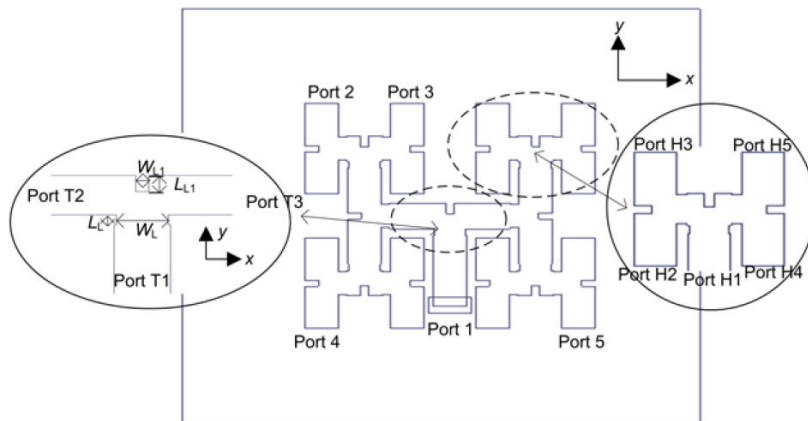 y
x
Port 2
Port 3
W_L1
L_L1
Port T2
Port T3
L_L
W_L
y
x
Port T1
Port H3
Port H5
Port H2
Port H1
Port H4
Port 4
Port 1
Port 5